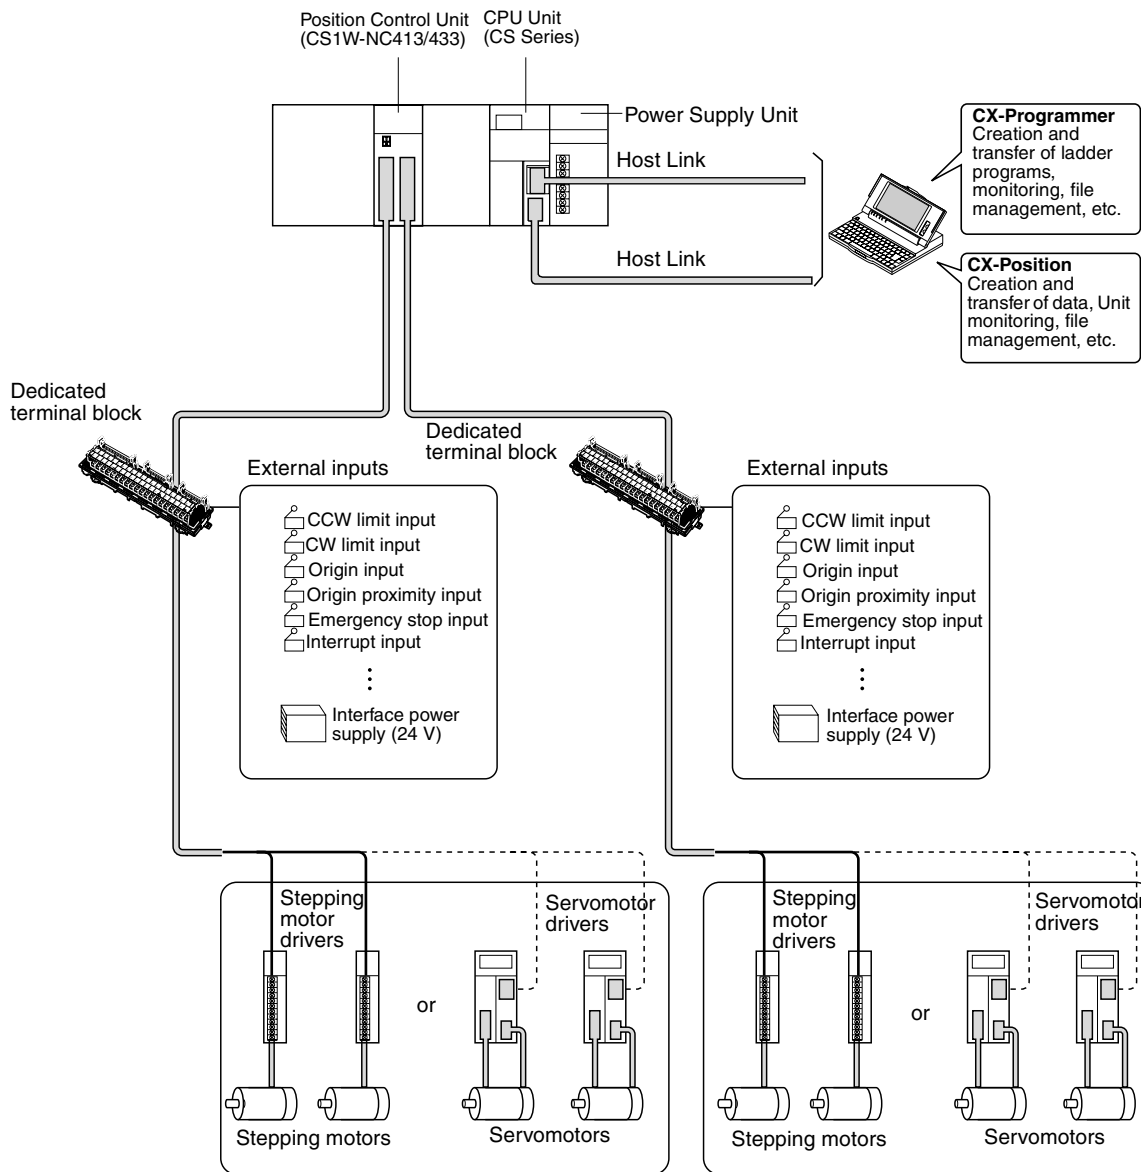 Position Control Unit
(CS1W-NC413/433)
CPU Unit
(CS Series)
Power Supply Unit
Host Link
Host Link
CX-Programmer
Creation and
transfer of ladder
programs,
monitoring, file
management, etc.
CX-Position
Creation and
transfer of data, Unit
monitoring, file
management, etc.
Dedicated
terminal block
Dedicated
terminal block
External inputs
CCW limit input
CW limit input
Origin input
Origin proximity input
Emergency stop input
Interrupt input
Interface power
supply (24 V)
External inputs
CCW limit input
CW limit input
Origin input
Origin proximity input
Emergency stop input
Interrupt input
Interface power
supply (24 V)
Stepping
motor
drivers
Servomotor
drivers
or
Stepping motors
Servomotors
Stepping
motor
drivers
Servomotor
drivers
or
Stepping motors
Servomotors